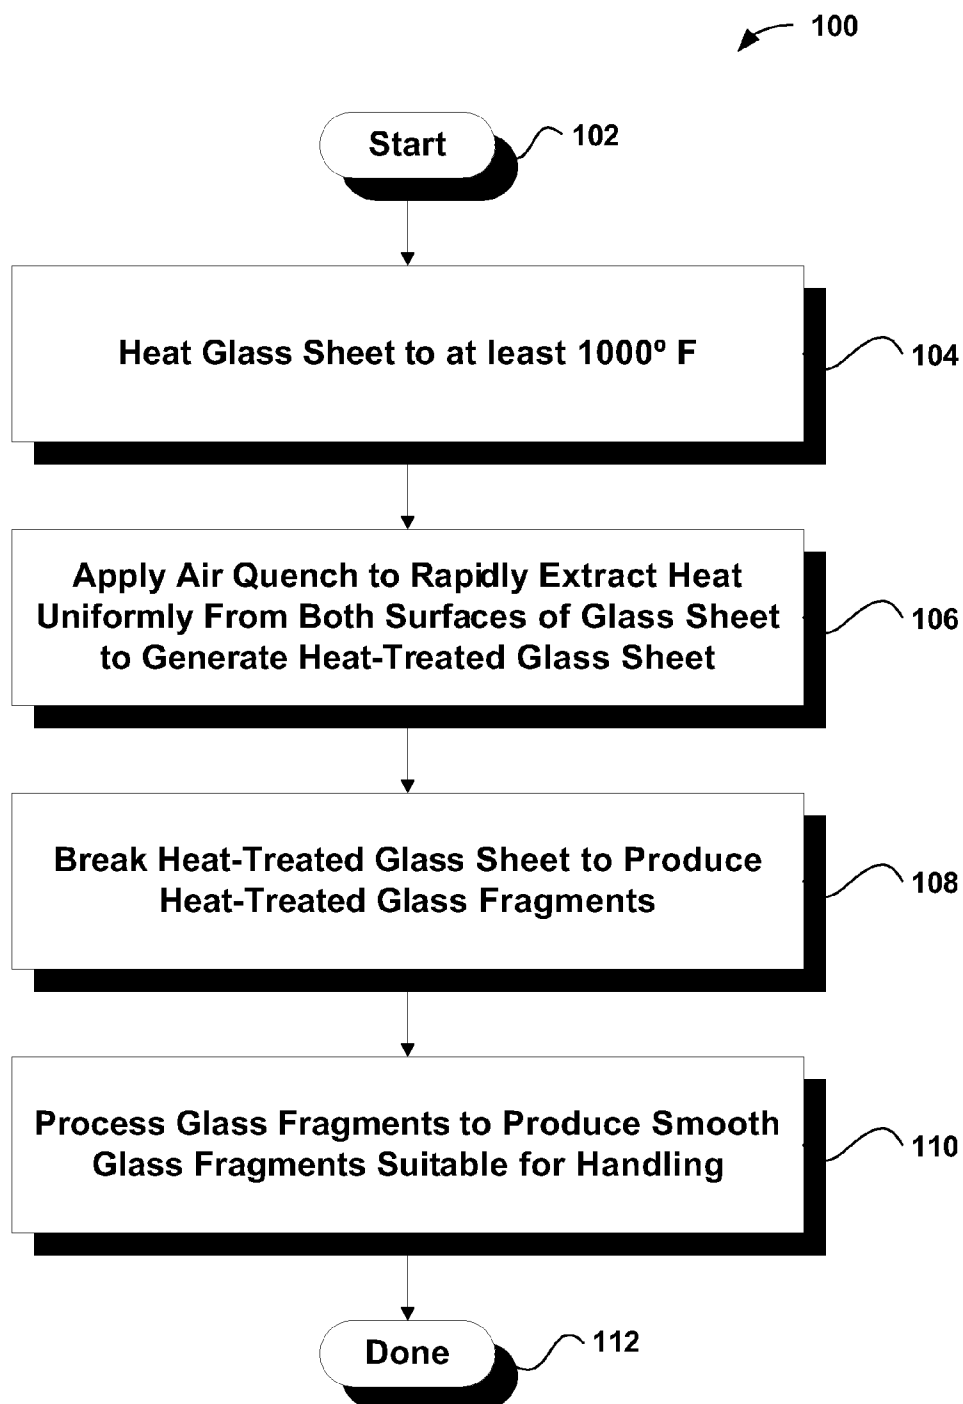 100
Start
102
Heat Glass Sheet to at least 1000º F
104
Apply Air Quench to Rapidly Extract Heat
Uniformly From Both Surfaces of Glass Sheet
to Generate Heat-Treated Glass Sheet
106
Break Heat-Treated Glass Sheet to Produce
Heat-Treated Glass Fragments
108
Process Glass Fragments to Produce Smooth
Glass Fragments Suitable for Handling
110
Done
112